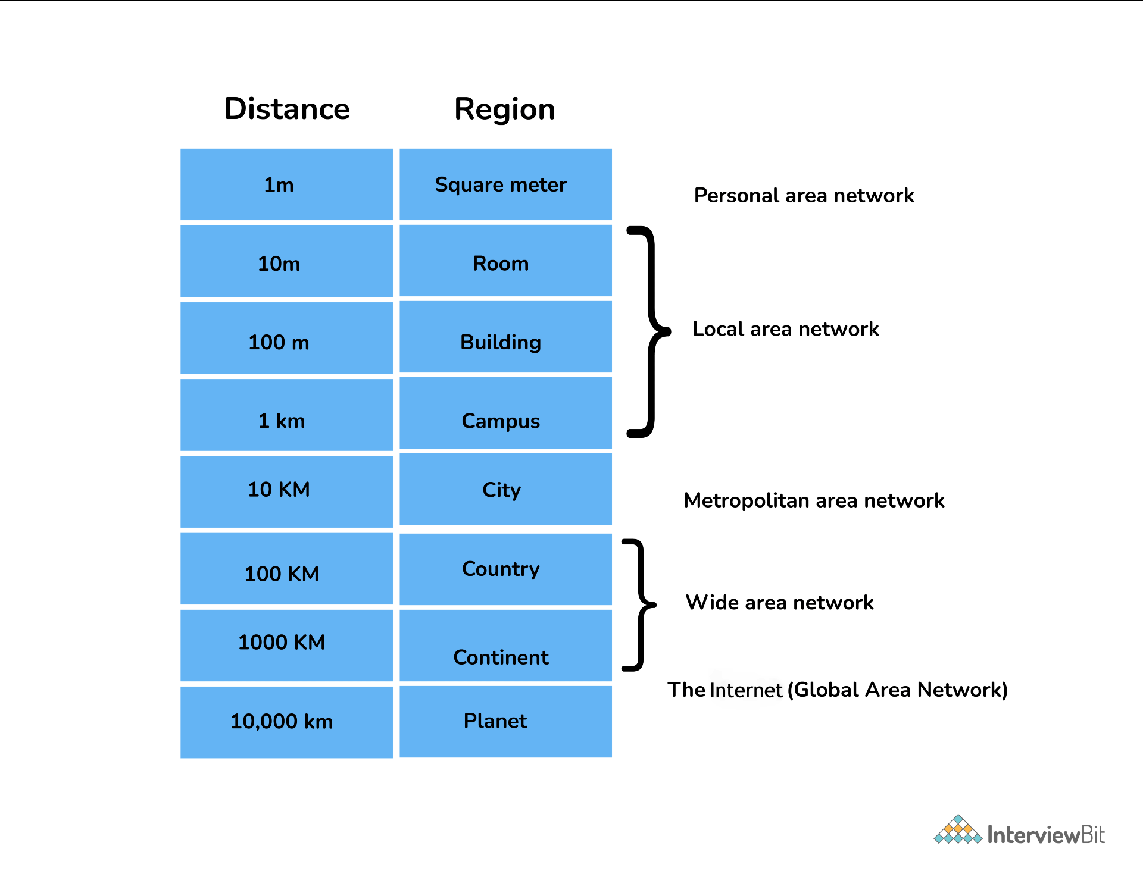 Distance Region
1m Square meter Personal area network
10m Room
100 m Building Local area network
1 km Campus
10 KM City Metropolitan area network
100 KM Country
Wide area network
1000 KM Continent
The Internet (Global Area Network)
10,000 km Planet
InterviewBit